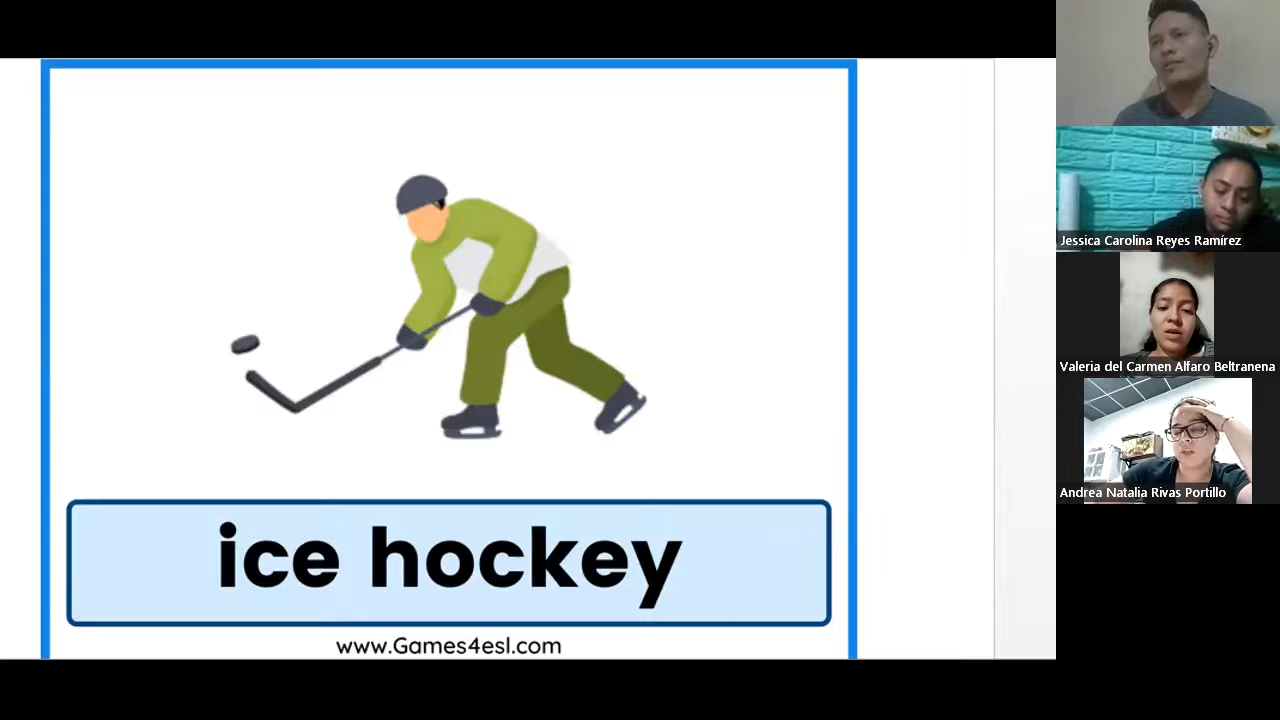 ice hockey
www.Games4esl.com
Jessica Carolina Reyes Ramírez
Valeria del Carmen Alfaro Beltranena
Andrea Natalia Rivas Portillo